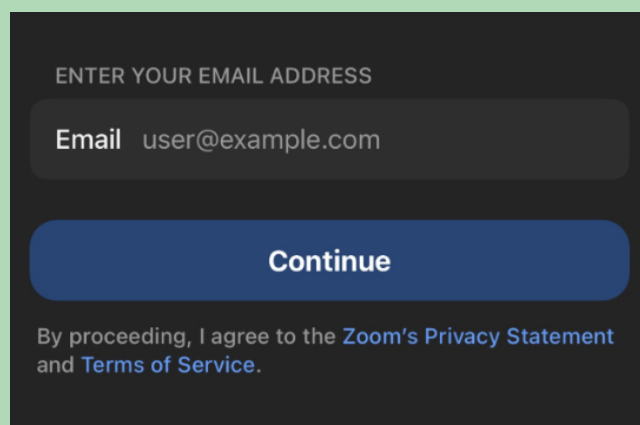 ENTER YOUR EMAIL ADDRESS
Email user@example.com
Continue
By proceeding, I agree to the Zoom's Privacy Statement
and Terms of Service.